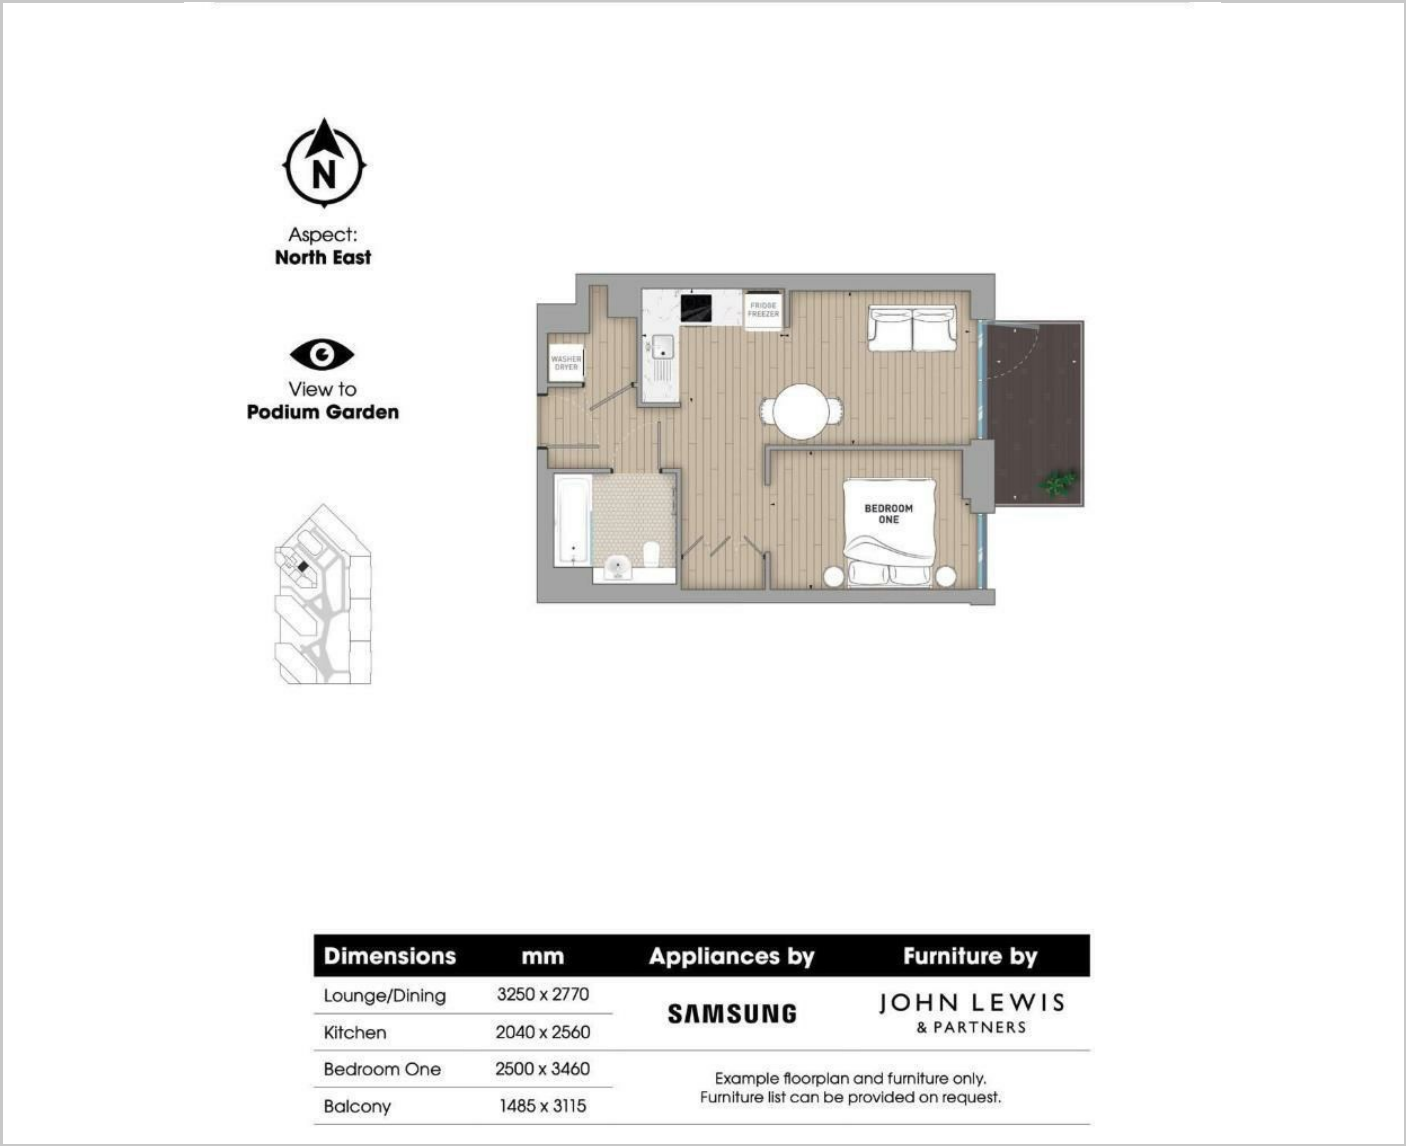 N
Aspect:
North East
View to
Podium Garden
FRIDGE
FREEZER
WASHER
DRYER
BEDROOM
ONE
Dimensions mm Appliances by Furniture by
Lounge/Dining 3250 x 2770
SAMSUNG
JOHN LEWIS
& PARTNERS
Kitchen 2040 x 2560
Bedroom One 2500 x 3460
Example floorplan and furniture only.
Furniture list can be provided on request.
Balcony 1485 x 3115